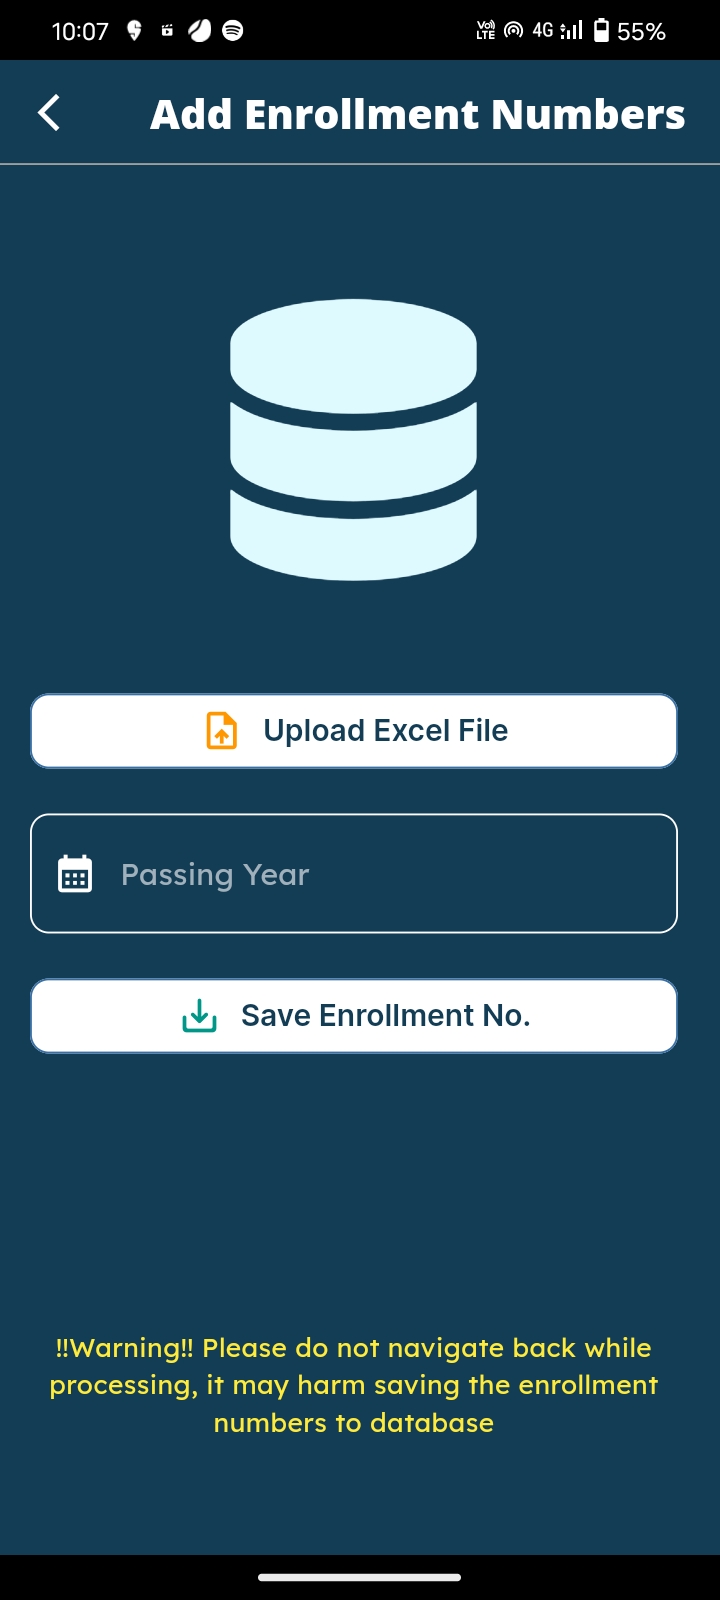 10:07
Vo))
LTE
4G
55%
Add Enrollment Numbers
Upload Excel File
Passing Year
Save Enrollment No.
!!Warning!! Please do not navigate back while
processing, it may harm saving the enrollment
numbers to database